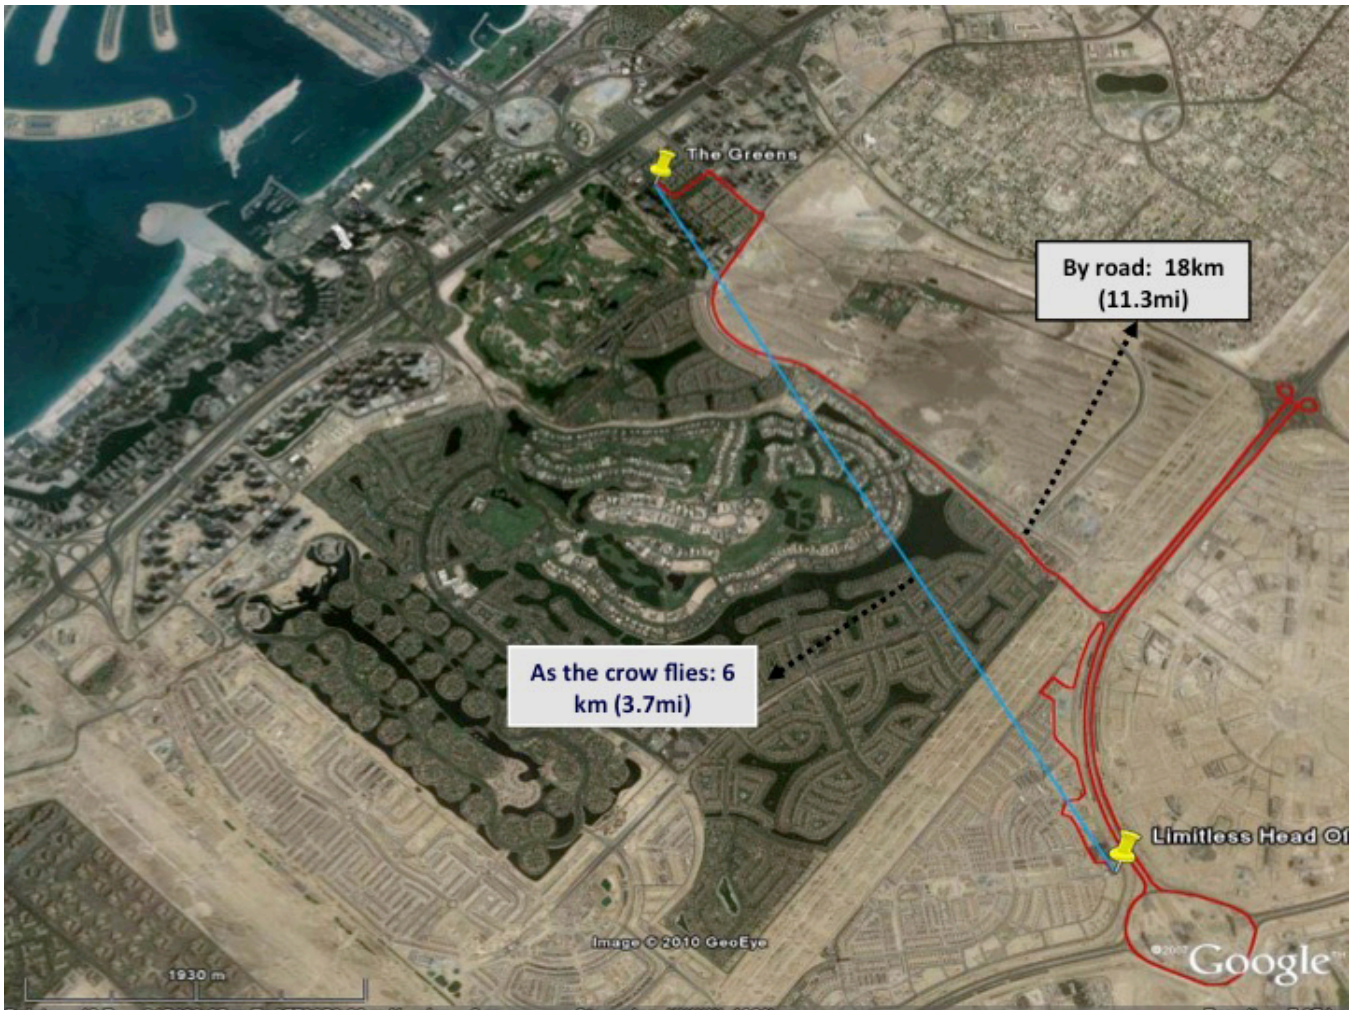 The Greens
By road: 18km
(11.3mi)
As the crow flies: 6
km (3.7mi)
Limitless Head Of
Image © 2010 GeoEye
©2007 Google™
1930 m